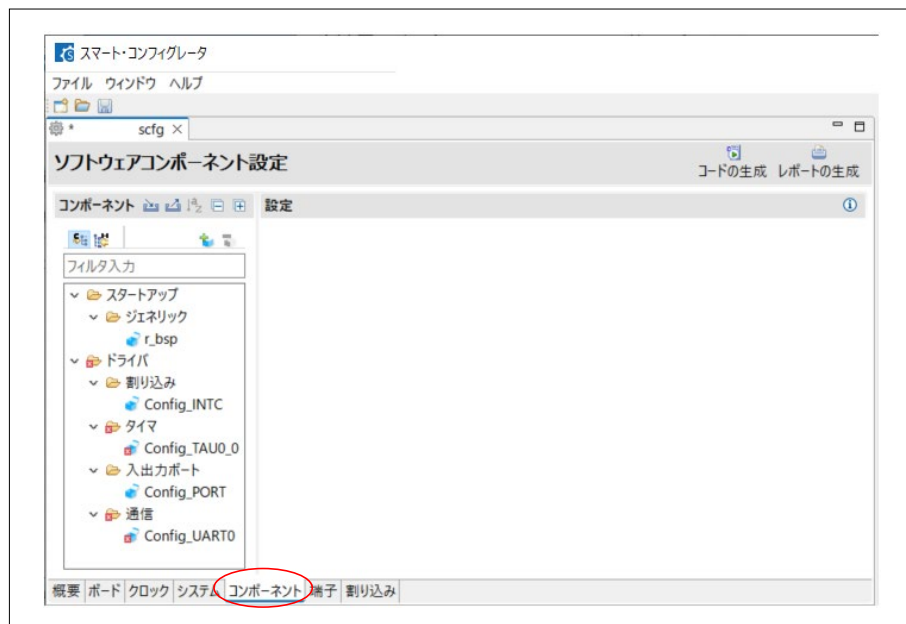 スマート・コンフィグレータ
ファイル ウィンドウ ヘルプ
* scfg
ソフトウェアコンポーネント設定
コードの生成 レポートの生成
コンポーネント
設定
フィルタ入力
スタートアップ
ジェネリック
r_bsp
ドライバ
割り込み
Config_INTC
タイマ
Config_TAU0_0
入出力ポート
Config_PORT
通信
Config_UART0
概要 ボード クロック システム コンポーネント 端子 割り込み